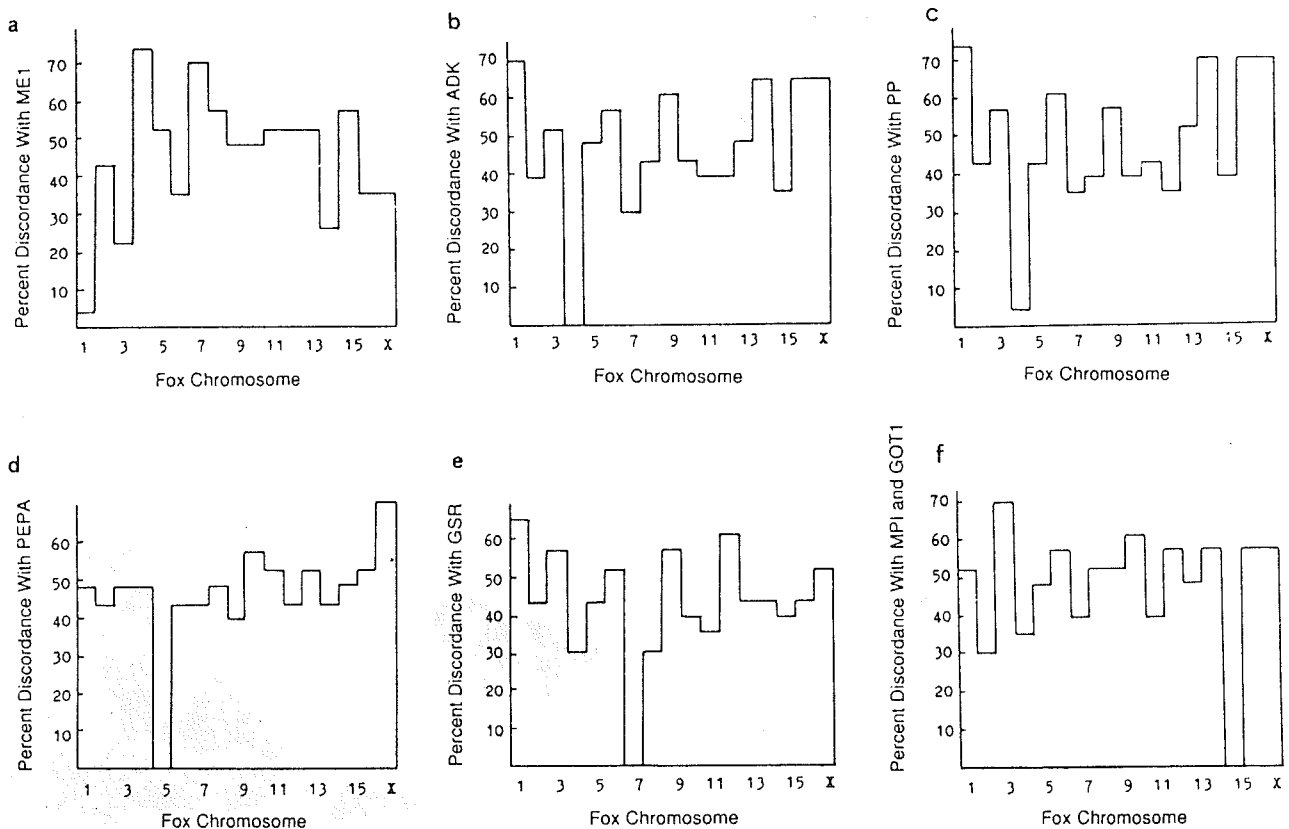 a
Percent Discordance With ME1
70
60
50
40
30
20
10
1 3 5 7 9 11 13 15 X
Fox Chromosome
b
Percent Discordance With ADK
70
60
50
40
30
20
10
1 3 5 7 9 11 13 15 X
Fox Chromosome
c
Percent Discordance With PP
70
60
50
40
30
20
10
1 3 5 7 9 11 13 15 X
Fox Chromosome
d
Percent Discordance With PEPA
60
50
40
30
20
10
1 3 5 7 9 11 13 15 X
Fox Chromosome
e
Percent Discordance With GSR
70
60
50
40
30
20
10
1 3 5 7 9 11 13 15 X
Fox Chromosome
f
Percent Discordance With MPI and GOT1
70
60
50
40
30
20
10
1 3 5 7 9 11 13 15 X
Fox Chromosome